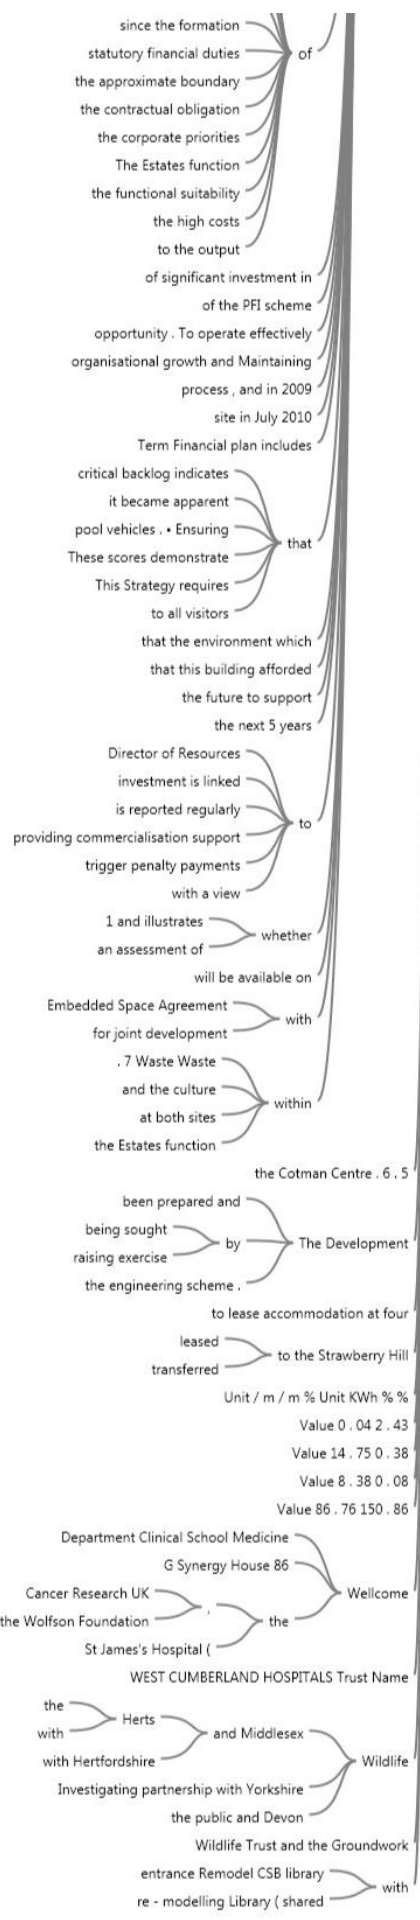 since the formation
statutory financial duties
of
the approximate boundary
the contractual obligation
the corporate priorities
The Estates function
the functional suitability
the high costs
to the output
of significant investment in
of the PFI scheme
opportunity . To operate effectively
organisational growth and Maintaining
process , and in 2009
site in July 2010
Term Financial plan includes
critical backlog indicates
it became apparent
pool vehicles . • Ensuring
that
These scores demonstrate
This Strategy requires
to all visitors
that the environment which
that this building afforded
the future to support
the next 5 years
Director of Resources
investment is linked
is reported regularly
to
providing commercialisation support
trigger penalty payments
with a view
1 and illustrates
whether
an assessment of
will be available on
Embedded Space Agreement
with
for joint development
. 7 Waste Waste
and the culture
within
at both sites
the Estates function
the Cotman Centre . 6 . 5
been prepared and
being sought
by
The Development
raising exercise
the engineering scheme .
to lease accommodation at four
leased
to the Strawberry Hill
transferred
Unit / m / m % Unit KWh % %
Value 0 . 04 2 . 43
Value 14 . 75 0 . 38
Value 8 . 38 0 . 08
Value 86 . 76 150 . 86
Department Clinical School Medicine
G Synergy House 86
Wellcome
Cancer Research UK
,
the
the Wolfson Foundation
St James's Hospital (
WEST CUMBERLAND HOSPITALS Trust Name
the
Herts
with
and Middlesex
with Hertfordshire
Wildlife
Investigating partnership with Yorkshire
the public and Devon
Wildlife Trust and the Groundwork
entrance Remodel CSB library
with
re - modelling Library ( shared